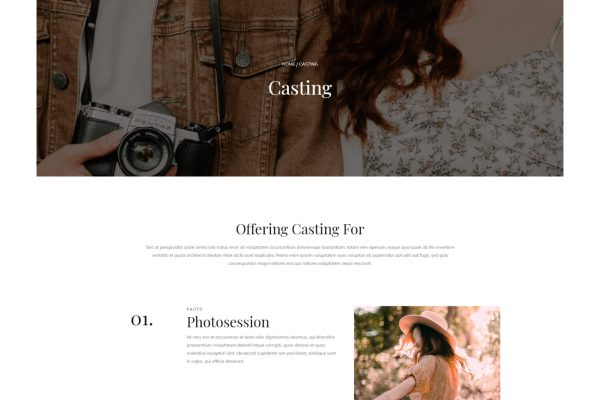 HOME / CASTING
Casting
Offering Casting For
Sed ut perspiciatis unde omnis iste natus error sit voluptatem accusantium doloremque laudantium, totam rem aperiam, eaque ipsa quae ab illo inventore
veritatis et quasi architecto beatae vitae dicta sunt explicabo. Nemo enim ipsam voluptatem quia voluptas sit aspernatur aut odit aut fugit, sed quia
consequuntur magni dolores eos qui ratione voluptatem sequi nesciunt.
01.
PHOTO
Photosession
At vero eos et accusamus et iusto odio dignissimos ducimus, qui blanditiis
praesentium voluptatum deleniti atque corrupti, quos dolores et quas
molestias excepturi sint, obcaecati cupiditate non provident, similique sunt
in culpa, qui officia deserunt.